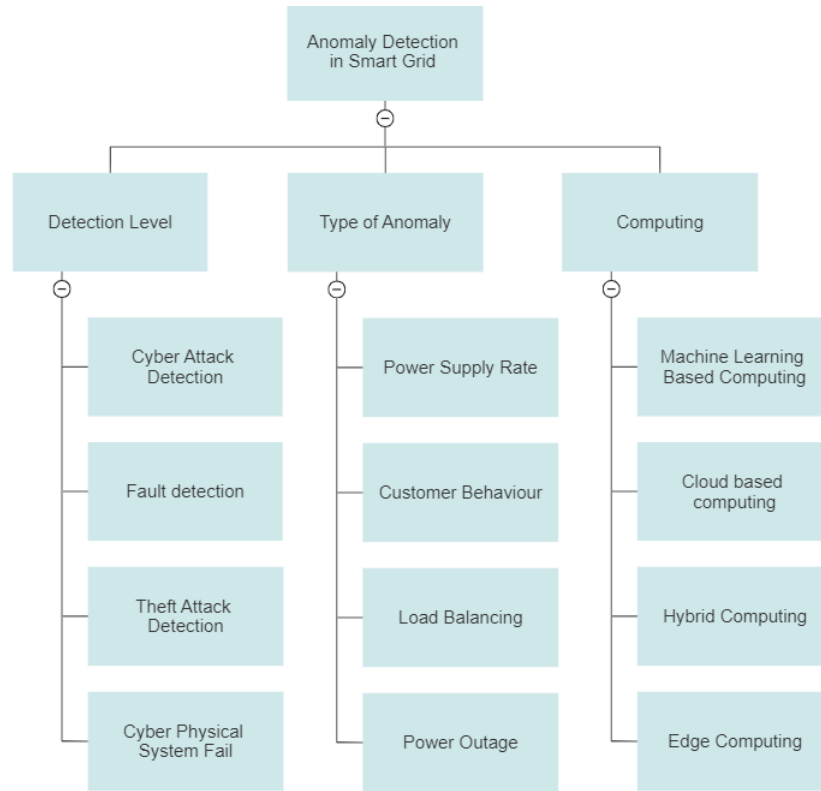 Anomaly Detection
in Smart Grid
Detection Level
Type of Anomaly
Computing
Cyber Attack
Detection
Power Supply Rate
Machine Learning
Based Computing
Fault detection
Customer Behaviour
Cloud based
computing
Theft Attack
Detection
Load Balancing
Hybrid Computing
Cyber Physical
System Fail
Power Outage
Edge Computing